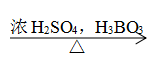 浓 H2SO4，H3BO3
△